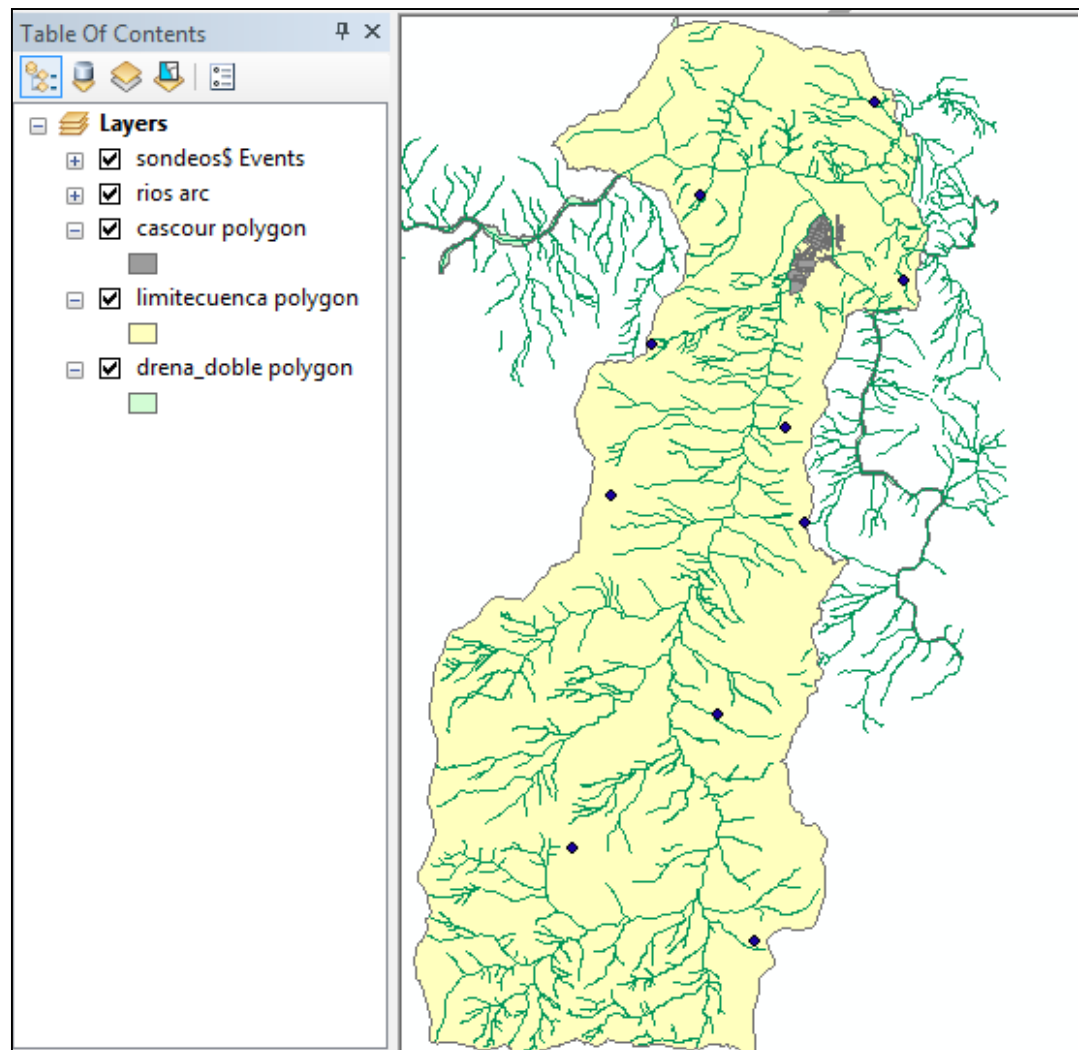 Table Of Contents
Layers
sondeos$ Events
rios arc
cascour polygon
limitecuenca polygon
drena_doble polygon